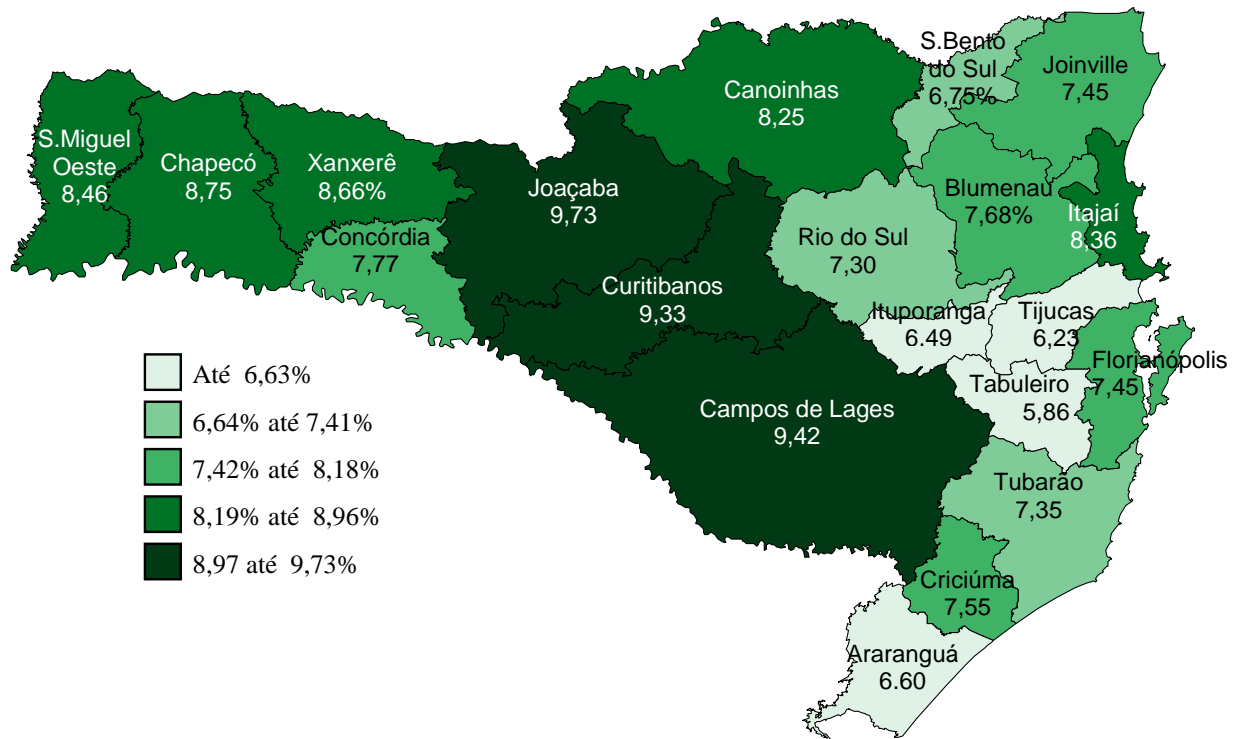 S.Bento
do Sul
6,75%
Joinville
7,45
Canoinhas
8,25
S.Miguel
Oeste
8,46
Chapecó
8,75
Xanxerê
8,66%
Joaçaba
9,73
Blumenau
7,68%
Itajaí
8,36
Concórdia
7,77
Rio do Sul
7,30
Curitibanos
9,33
Ituporanga
6.49
Tijucas
6,23
Florianópolis
7,45
Tabuleiro
5,86
Campos de Lages
9,42
Tubarão
7,35
Criciúma
7,55
Araranguá
6.60
Até 6,63%
6,64% até 7,41%
7,42% até 8,18%
8,19% até 8,96%
8,97 até 9,73%